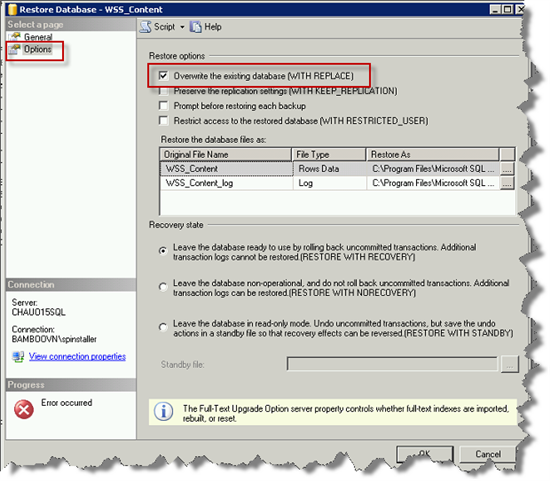 Restore Database - WSS_Content
Select a page
General
Options
Script
Help
Restore options
Overwrite the existing database (WITH REPLACE)
Preserve the replication settings (WITH KEEP_REPLICATION)
Prompt before restoring each backup
Restrict access to the restored database (WITH RESTRICTED_USER)
Restore the database files as:
Original File Name File Type Restore As
WSS_Content Rows Data C:\Program Files\Microsoft SQL ... ...
WSS_Content_log Log C:\Program Files\Microsoft SQL ... ...
Recovery state
Leave the database ready to use by rolling back uncommitted transactions. Additional
transaction logs cannot be restored.(RESTORE WITH RECOVERY)
Leave the database non-operational, and do not roll back uncommitted transactions. Additional
transaction logs can be restored.(RESTORE WITH NORECOVERY)
Leave the database in read-only mode. Undo uncommitted transactions, but save the undo
actions in a standby file so that recovery effects can be reversed.(RESTORE WITH STANDBY)
Standby file:
...
The Full-Text Upgrade Option server property controls whether full-text indexes are imported,
rebuilt, or reset.
Connection
Server:
CHAUO15SQL
Connection:
BAMBOOVN\spinstaller
View connection properties
Progress
Error occurred
OK
Cancel